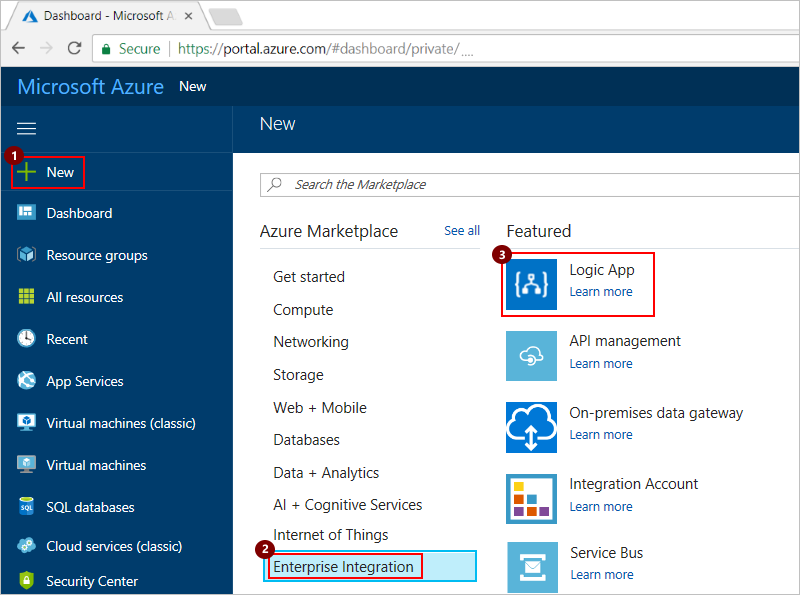 Dashboard - Microsoft A
Secure
https://portal.azure.com/#dashboard/private/....
Microsoft Azure
New
New
1
New
Dashboard
Resource groups
All resources
Recent
App Services
Virtual machines (classic)
Virtual machines
SQL
SQL databases
Cloud services (classic)
Security Center
Search the Marketplace
Azure Marketplace
See all
Get started
Compute
Networking
Storage
Web + Mobile
Databases
Data + Analytics
AI + Cognitive Services
Internet of Things
2
Enterprise Integration
Featured
3
Logic App
Learn more
API management
Learn more
On-premises data gateway
Learn more
Integration Account
Learn more
Service Bus
Learn more